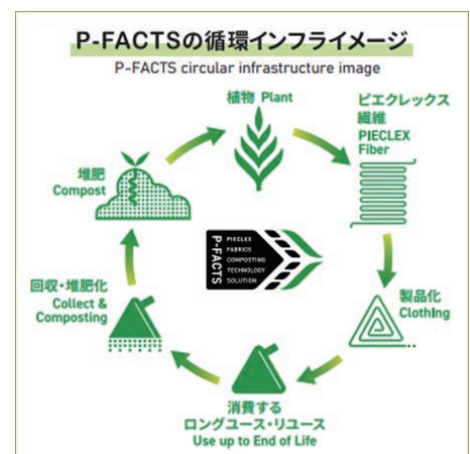 P-FACTSの循環インフライメージ
P-FACTS circular infrastructure image
植物 Plant
ピエクレックス
繊維
PIECLEX
Fiber
製品化
Clothing
消費する
ロングユース・リユース
Use up to End of Life
回収・堆肥化
Collect &
Composting
堆肥
Compost
P-FACTS
PIECLEX
FABRICS
COMPOSTING
TECHNOLOGY
SOLUTION